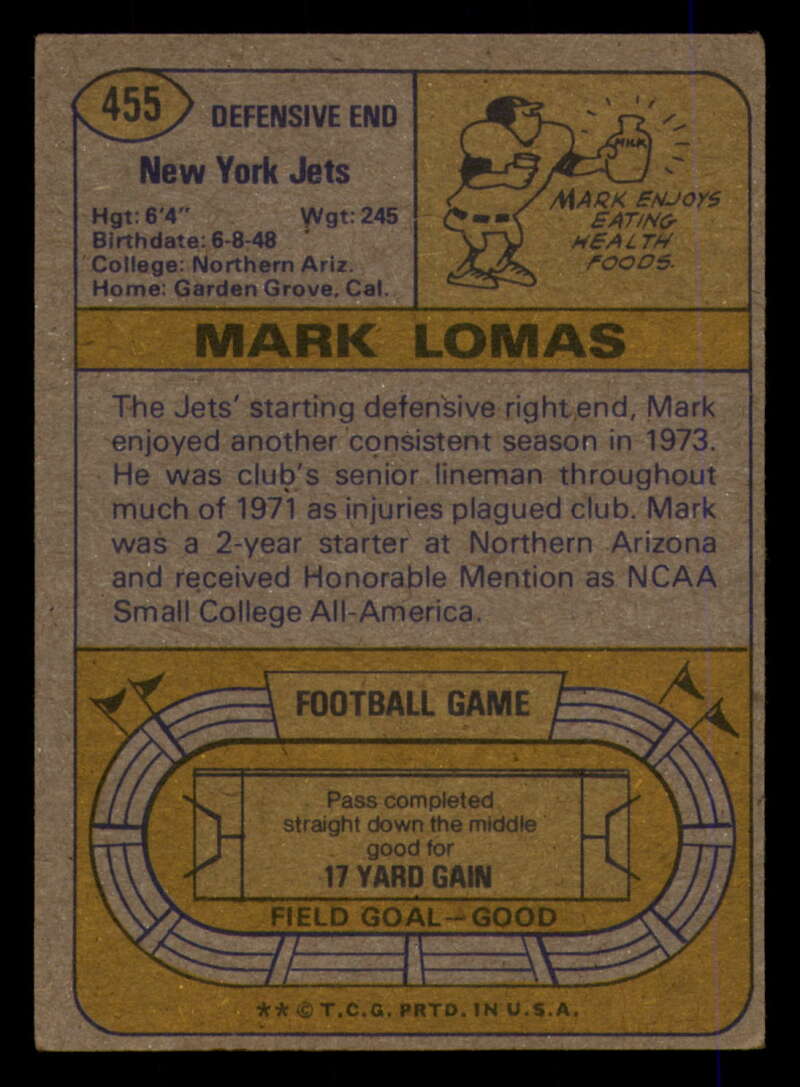 455
DEFENSIVE END
New York Jets
Hgt: 6'4" Wgt: 245
Birthdate: 6-8-48
College: Northern Ariz.
Home: Garden Grove, Cal.
MILK
MARK ENJOYS
EATING
HEALTH
FOODS.
MARK LOMAS
The Jets' starting defensive right end, Mark
enjoyed another consistent season in 1973.
He was club's senior lineman throughout
much of 1971 as injuries plagued club. Mark
was a 2-year starter at Northern Arizona
and received Honorable Mention as NCAA
Small College All-America.
FOOTBALL GAME
Pass completed
straight down the middle
good for
17 YARD GAIN
FIELD GOAL—GOOD
** © T.C.G. PRTD. IN U.S.A.